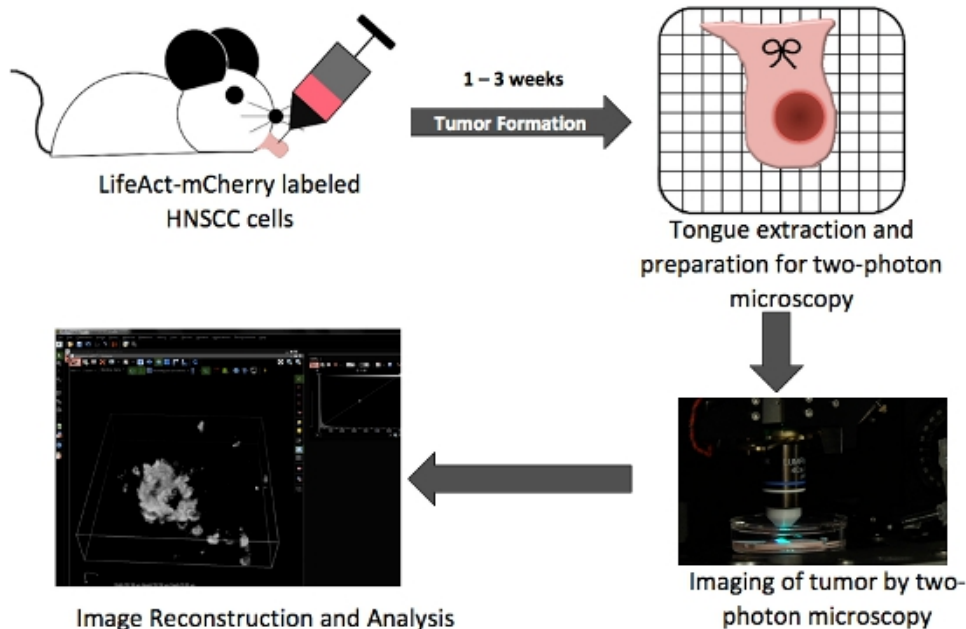 1 – 3 weeks
Tumor Formation
LifeAct-mCherry labeled
HNSCC cells
Tongue extraction and
preparation for two-photon
microscopy
Imaging of tumor by two-
photon microscopy
Image Reconstruction and Analysis